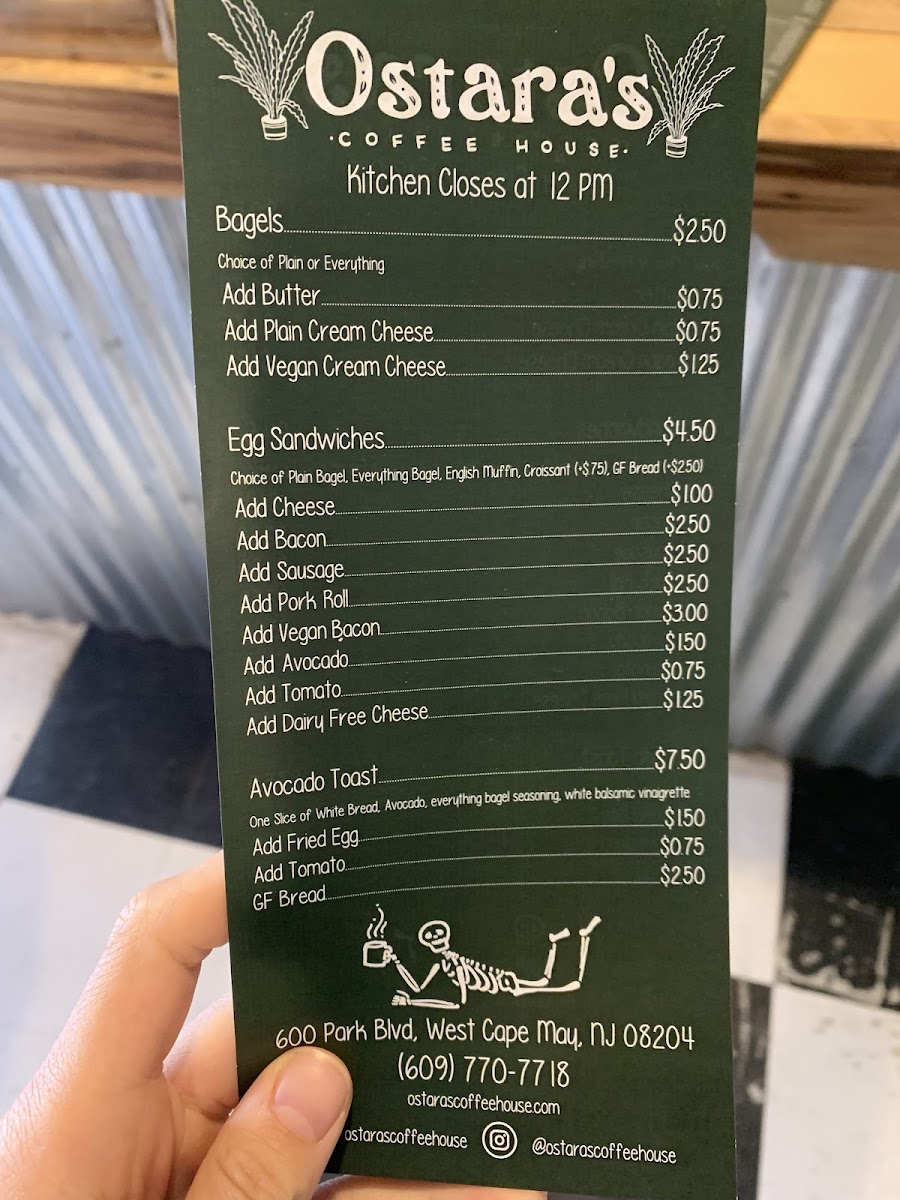 Ostara's
·COFFEE HOUSE·
Kitchen Closes at 12 PM
Bagels $2.50
Choice of Plain or Everything
Add Butter $0.75
Add Plain Cream Cheese $0.75
Add Vegan Cream Cheese $1.25
Egg Sandwiches $4.50
Choice of Plain Bagel, Everything Bagel, English Muffin, Croissant (+$.75), GF Bread (+$2.50)
Add Cheese $1.00
Add Bacon $2.50
Add Sausage $2.50
Add Pork Roll $2.50
Add Vegan Bacon $3.00
Add Avocado $1.50
Add Tomato $0.75
Add Dairy Free Cheese $1.25
Avocado Toast $7.50
One Slice of White Bread, Avocado, everything bagel seasoning, white balsamic vinaigrette
Add Fried Egg $1.50
Add Tomato $0.75
GF Bread $2.50
600 Park Blvd, West Cape May, NJ 08204
(609) 770-7718
ostarascoffeehouse.com
ostarascoffeehouse @ostarascoffeehouse